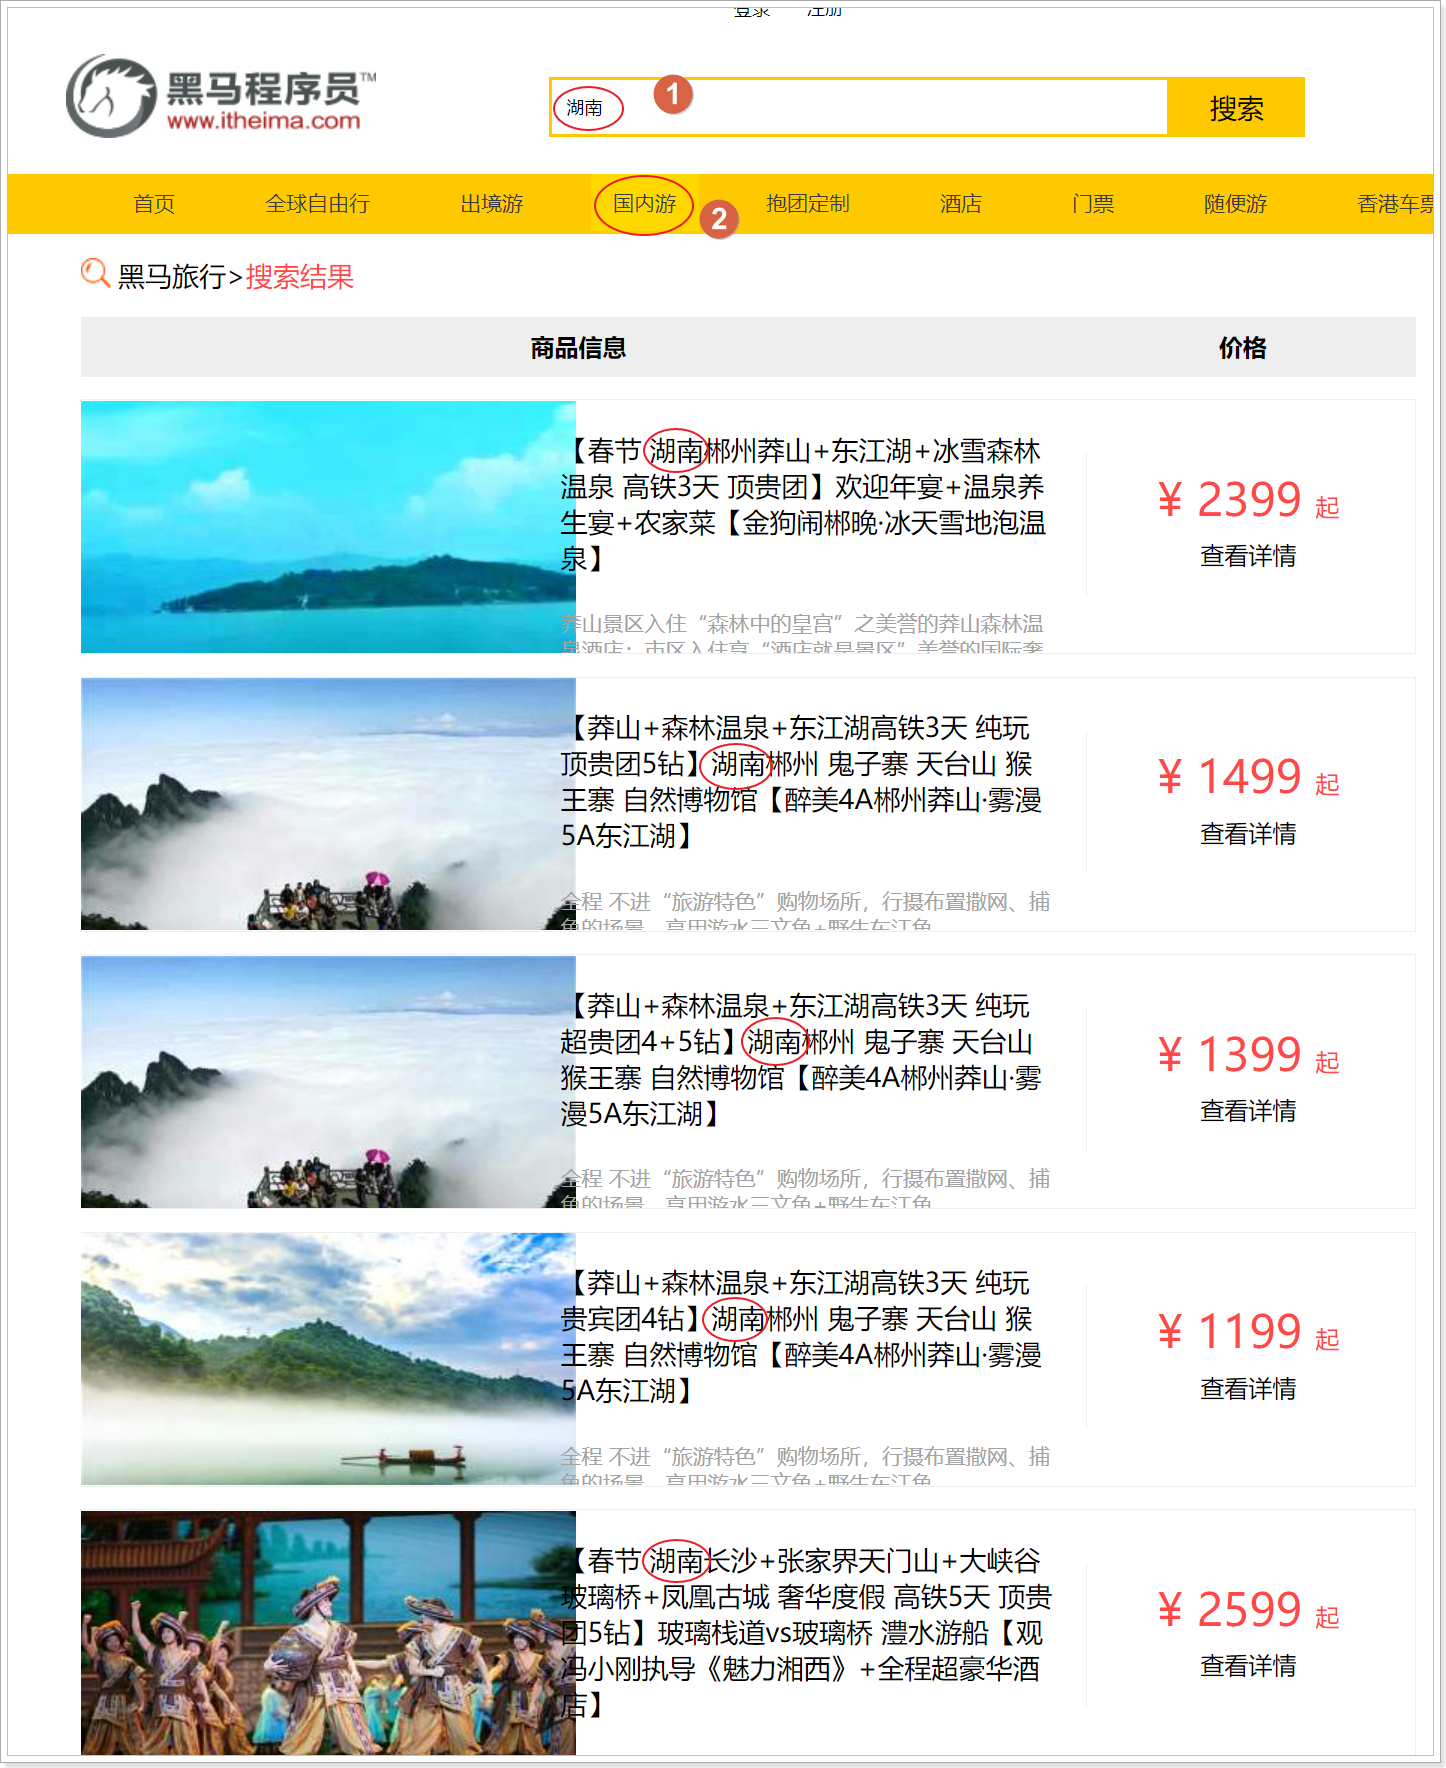 登录 注册
黑马程序员™
www.itheima.com
湖南
1
搜索
首页 全球自由行 出境游 国内游 抱团定制 酒店 门票 随便游 香港车票
2
黑马旅行>搜索结果
商品信息 价格
【春节 湖南郴州莽山+东江湖+冰雪森林
温泉 高铁3天 顶贵团】欢迎年宴+温泉养
生宴+农家菜【金狗闹郴晚·冰天雪地泡温
泉】
莽山景区入住“森林中的皇宫”之美誉的莽山森林温
泉酒店；市区入住享“酒店就是景区”美誉的国际奢
¥ 2399 起
查看详情
【莽山+森林温泉+东江湖高铁3天 纯玩
顶贵团5钻】湖南郴州 鬼子寨 天台山 猴
王寨 自然博物馆【醉美4A郴州莽山·雾漫
5A东江湖】
全程 不进“旅游特色”购物场所，行摄布置撒网、捕
鱼的场景，享用游水三文鱼+野生东江鱼
¥ 1499 起
查看详情
【莽山+森林温泉+东江湖高铁3天 纯玩
超贵团4+5钻】湖南郴州 鬼子寨 天台山
猴王寨 自然博物馆【醉美4A郴州莽山·雾
漫5A东江湖】
全程 不进“旅游特色”购物场所，行摄布置撒网、捕
鱼的场景，享用游水三文鱼+野生东江鱼
¥ 1399 起
查看详情
【莽山+森林温泉+东江湖高铁3天 纯玩
贵宾团4钻】湖南郴州 鬼子寨 天台山 猴
王寨 自然博物馆【醉美4A郴州莽山·雾漫
5A东江湖】
全程 不进“旅游特色”购物场所，行摄布置撒网、捕
鱼的场景，享用游水三文鱼+野生东江鱼
¥ 1199 起
查看详情
【春节 湖南长沙+张家界天门山+大峡谷
玻璃桥+凤凰古城 奢华度假 高铁5天 顶贵
团5钻】玻璃栈道vs玻璃桥 澧水游船【观
冯小刚执导《魅力湘西》+全程超豪华酒
店】
¥ 2599 起
查看详情